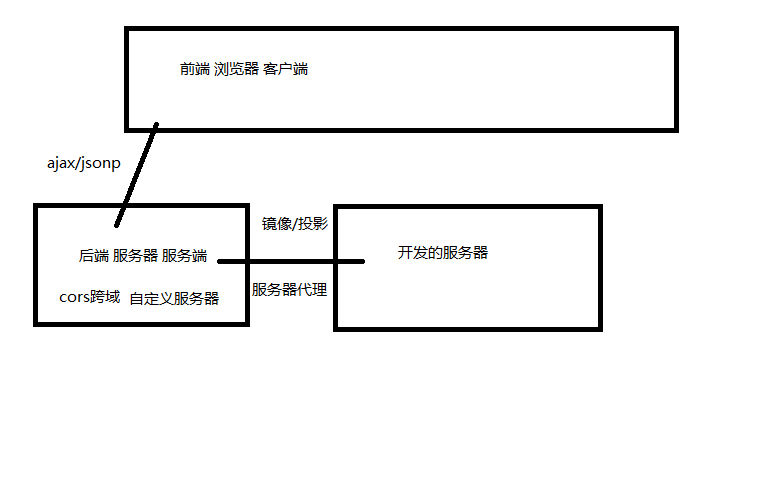 前端 浏览器 客户端
ajax/jsonp
后端 服务器 服务端
cors跨域 自定义服务器
镜像/投影
服务器代理
开发的服务器